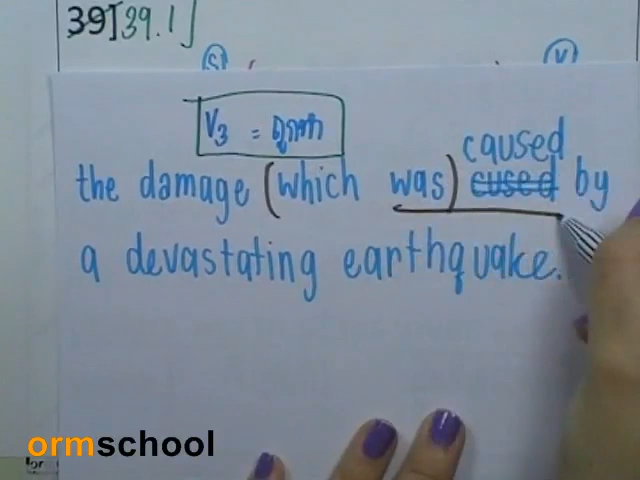 39[39.1]
S V
V3 = ถูกทำ
caused
the damage (which was) cused by
a devastating earthquake.
ormschool